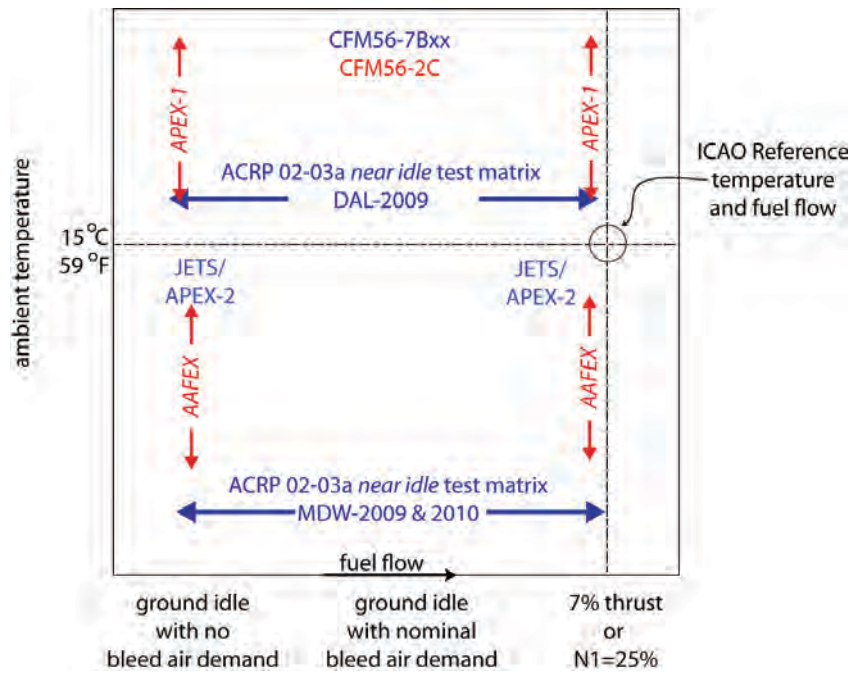 CFM56-7Bxx
CFM56-2C
APEX-1
APEX-1
ACRP 02-03a near idle test matrix
DAL-2009
ICAO Reference
temperature
and fuel flow
ambient temperature
15°C
59 °F
JETS/
APEX-2
JETS/
APEX-2
AAFEX
AAFEX
ACRP 02-03a near idle test matrix
MDW-2009 & 2010
fuel flow
ground idle
with no
bleed air demand
ground idle
with nominal
bleed air demand
7% thrust
or
N1=25%